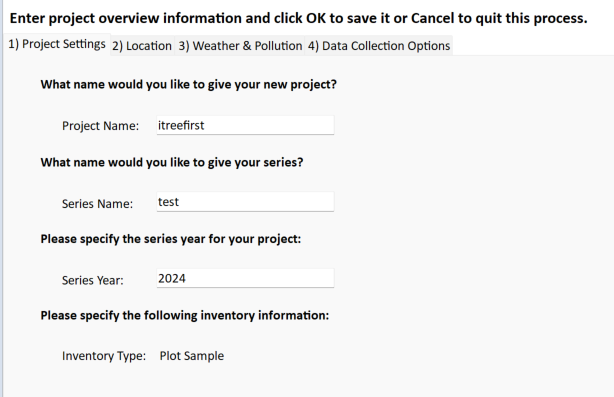 Enter project overview information and click OK to save it or Cancel to quit this process.
1) Project Settings 2) Location 3) Weather & Pollution 4) Data Collection Options
What name would you like to give your new project?
Project Name: itreefirst
What name would you like to give your series?
Series Name: test
Please specify the series year for your project:
Series Year: 2024
Please specify the following inventory information:
Inventory Type: Plot Sample